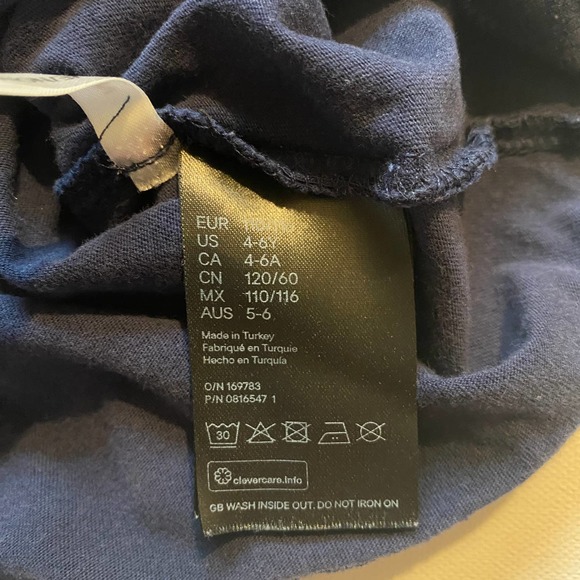 EUR
US 4-6Y
CA 4-6A
CN 120/60
MX 110/116
AUS 5-6
Made in Turkey
Fabriqué en Turquie
Hecho en Turquía
O/N 169783
P/N 0816547 1
30
clevercare.info
GB WASH INSIDE OUT. DO NOT IRON ON